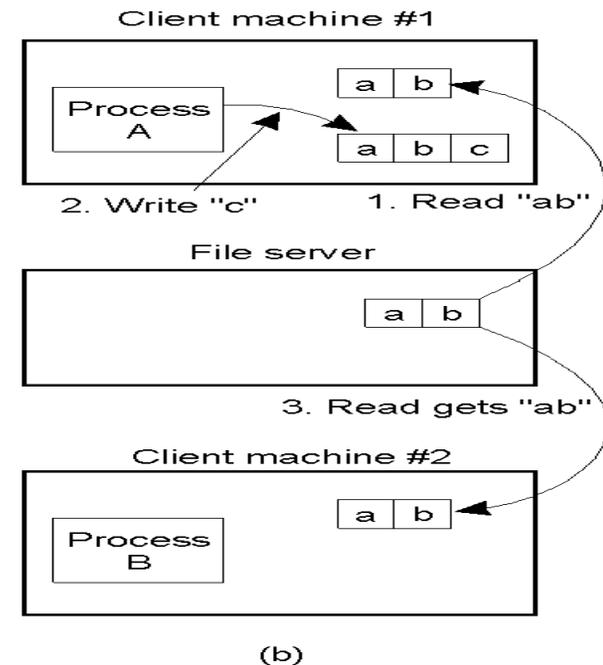 Client machine #1
a b
Process
A
a b c
2. Write "c"
1. Read "ab"
File server
a b
3. Read gets "ab"
Client machine #2
a b
Process
B
(b)